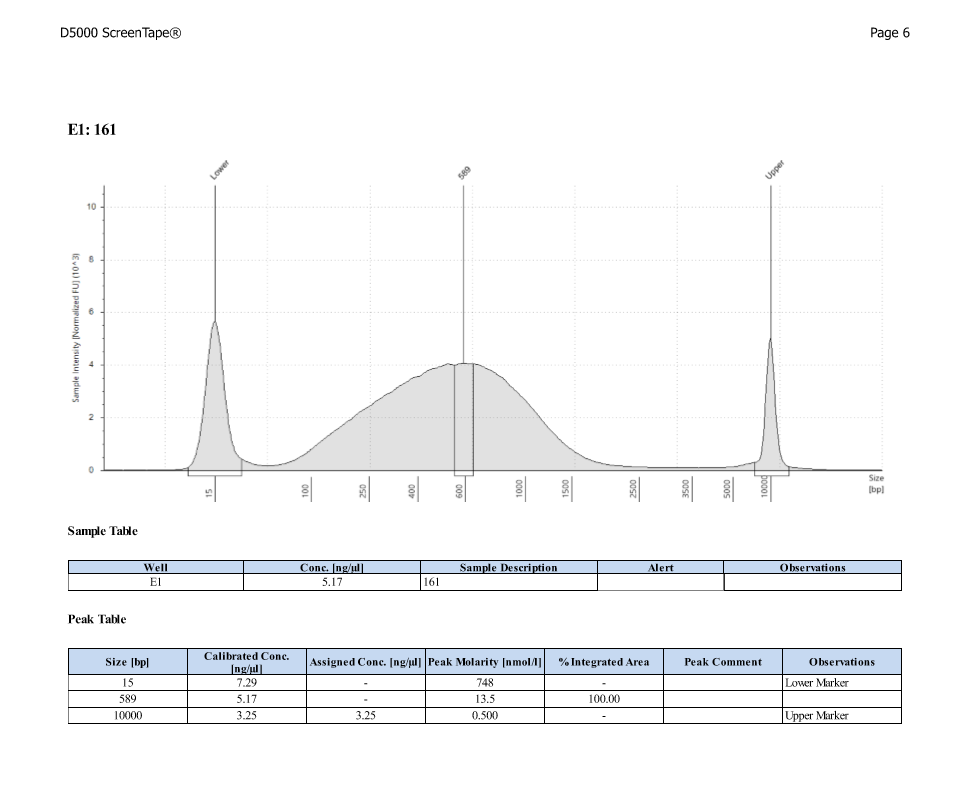 D5000 ScreenTape®
Page 6
E1: 161
Lower
589
Upper
Sample Intensity [Normalized FU] (10^3)
10
8
6
4
2
0
15
100
250
400
600
1000
1500
2500
3500
5000
10000
Size
[bp]
Sample Table
Well Conc. [ng/µl] Sample Description Alert Observations
E1 5.17 161
Peak Table
Size [bp] Calibrated Conc. [ng/µl] Assigned Conc. [ng/µl] Peak Molarity [nmol/l] % Integrated Area Peak Comment Observations
15 7.29 - 748 - Lower Marker
589 5.17 - 13.5 100.00
10000 3.25 3.25 0.500 - Upper Marker